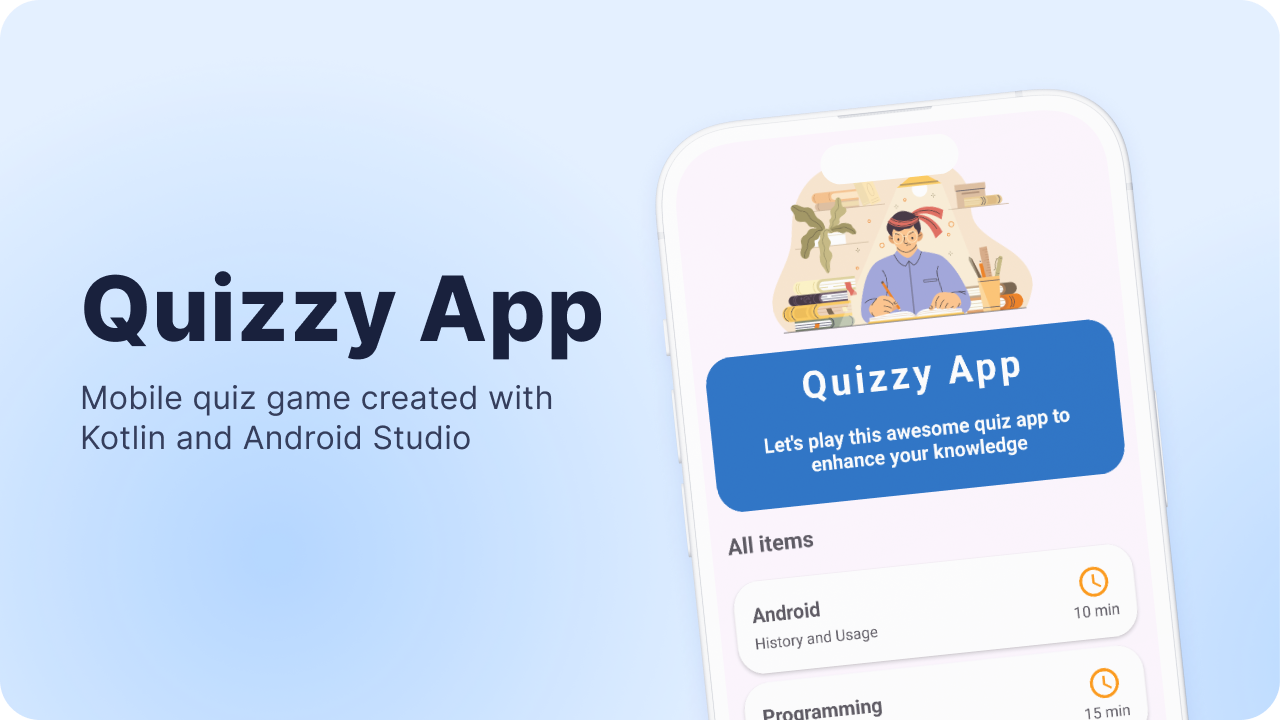 Quizzy App
Mobile quiz game created with
Kotlin and Android Studio
Quizzy App
Let's play this awesome quiz app to
enhance your knowledge
All items
Android
History and Usage
10 min
Programming
15 min